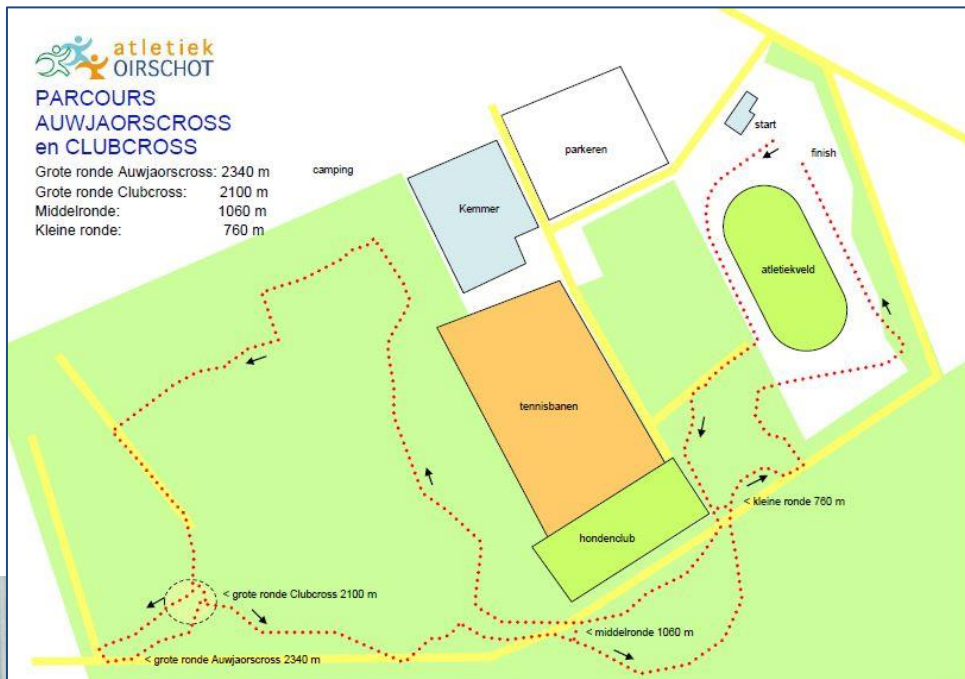 atletiek
OIRSCHOT
PARCOURS
AUWJAORSCROSS
en CLUBCROSS
Grote ronde Auwjaorscross: 2340 m
Grote ronde Clubcross: 2100 m
Middelronde: 1060 m
Kleine ronde: 760 m
camping
parkeren
start
finish
Kemmer
atletiekveld
tennisbanen
< kleine ronde 760 m
hondenclub
< grote ronde Clubcross 2100 m
< middelronde 1060 m
< grote ronde Auwjaorscross 2340 m